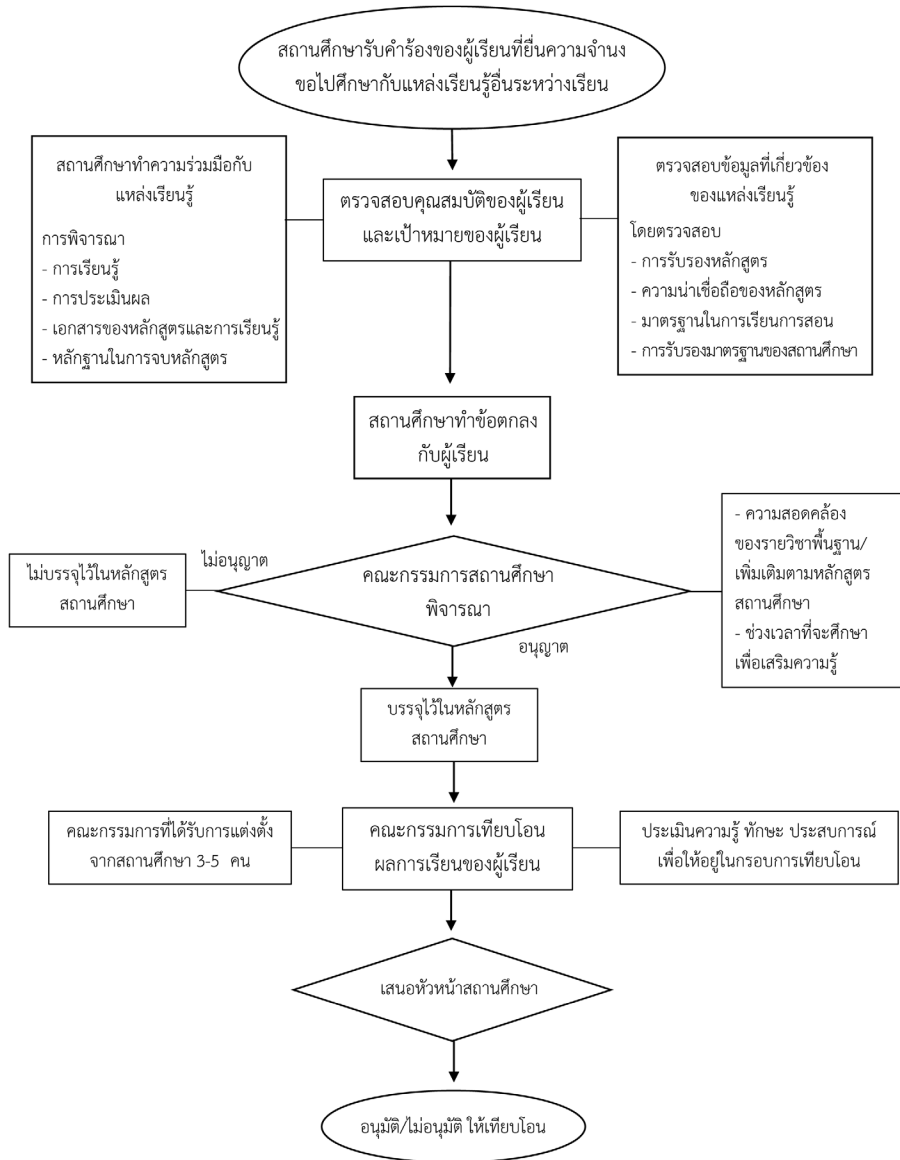 สถานศึกษารับคำร้องของผู้เรียนที่ยื่นความจำนง
ขอไปศึกษากับแหล่งเรียนรู้อื่นระหว่างเรียน
สถานศึกษาทำความร่วมมือกับ
แหล่งเรียนรู้
การพิจารณา
- การเรียนรู้
- การประเมินผล
- เอกสารของหลักสูตรและการเรียนรู้
- หลักฐานในการจบหลักสูตร
ตรวจสอบคุณสมบัติของผู้เรียน
และเป้าหมายของผู้เรียน
ตรวจสอบข้อมูลที่เกี่ยวข้อง
ของแหล่งเรียนรู้
โดยตรวจสอบ
- การรับรองหลักสูตร
- ความน่าเชื่อถือของหลักสูตร
- มาตรฐานในการเรียนการสอน
- การรับรองมาตรฐานของสถานศึกษา
สถานศึกษาทำข้อตกลง
กับผู้เรียน
ไม่บรรจุไว้ในหลักสูตร
สถานศึกษา
ไม่อนุญาต
คณะกรรมการสถานศึกษา
พิจารณา
อนุญาต
- ความสอดคล้อง
ของรายวิชาพื้นฐาน/
เพิ่มเติมตามหลักสูตร
สถานศึกษา
- ช่วงเวลาที่จะศึกษา
เพื่อเสริมความรู้
บรรจุไว้ในหลักสูตร
สถานศึกษา
คณะกรรมการที่ได้รับการแต่งตั้ง
จากสถานศึกษา 3-5 คน
คณะกรรมการเทียบโอน
ผลการเรียนของผู้เรียน
ประเมินความรู้ ทักษะ ประสบการณ์
เพื่อให้อยู่ในกรอบการเทียบโอน
เสนอหัวหน้าสถานศึกษา
อนุมัติ/ไม่อนุมัติ ให้เทียบโอน